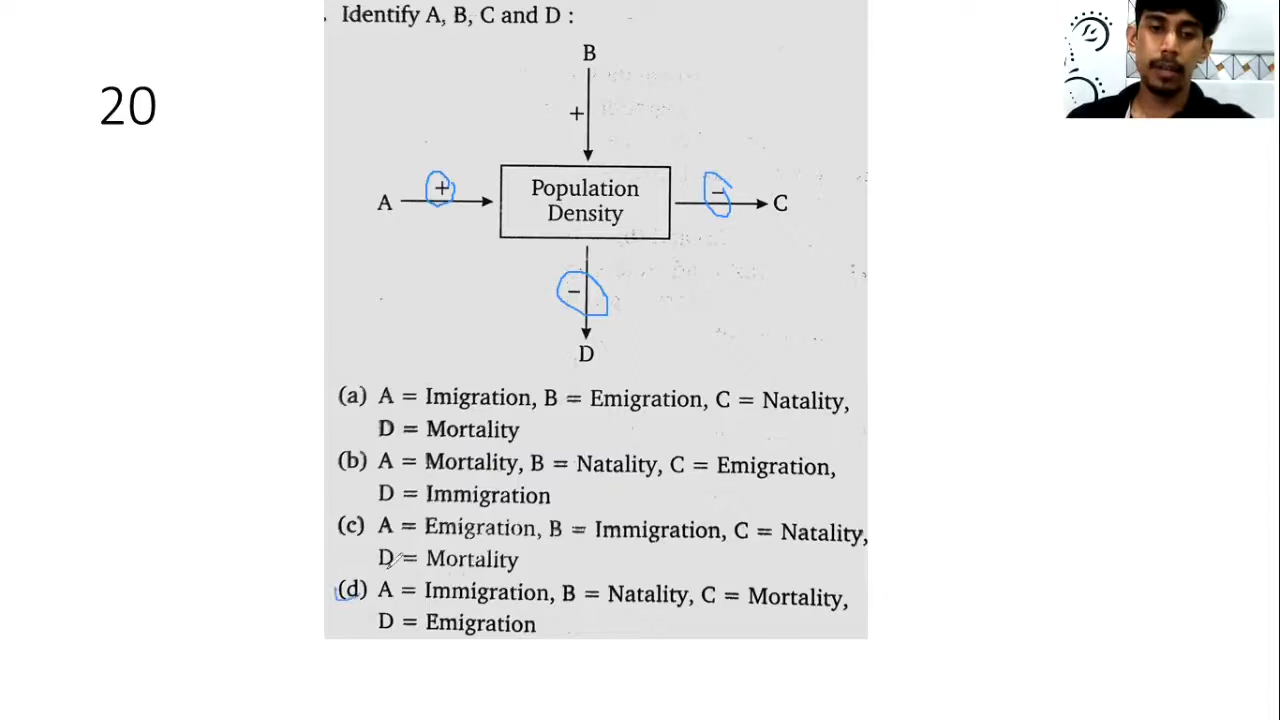 Identify A, B, C and D :
20
B
+
A
+
Population
Density
−
C
−
D
(a) A = Imigration, B = Emigration, C = Natality,
D = Mortality
(b) A = Mortality, B = Natality, C = Emigration,
D = Immigration
(c) A = Emigration, B = Immigration, C = Natality,
D = Mortality
(d) A = Immigration, B = Natality, C = Mortality,
D = Emigration